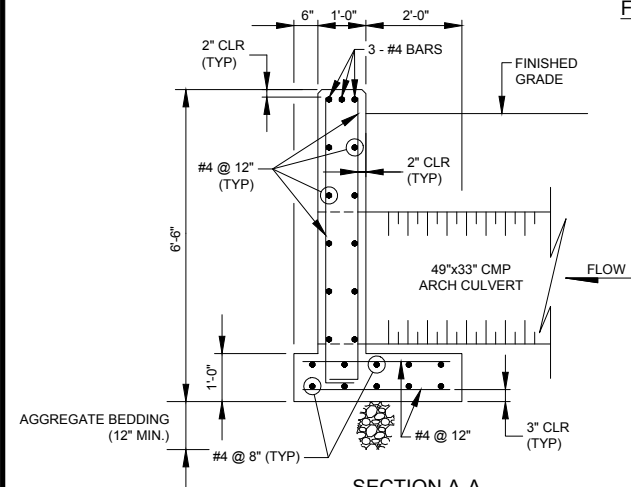 6"
1'-0"
2'-0"
F
2" CLR
(TYP)
3 - #4 BARS
FINISHED
GRADE
#4 @ 12"
(TYP)
2" CLR
(TYP)
6'-6"
49"x33" CMP
ARCH CULVERT
FLOW
1'-0"
AGGREGATE BEDDING
(12" MIN.)
#4 @ 8" (TYP)
#4 @ 12"
3" CLR
(TYP)
SECTION A-A